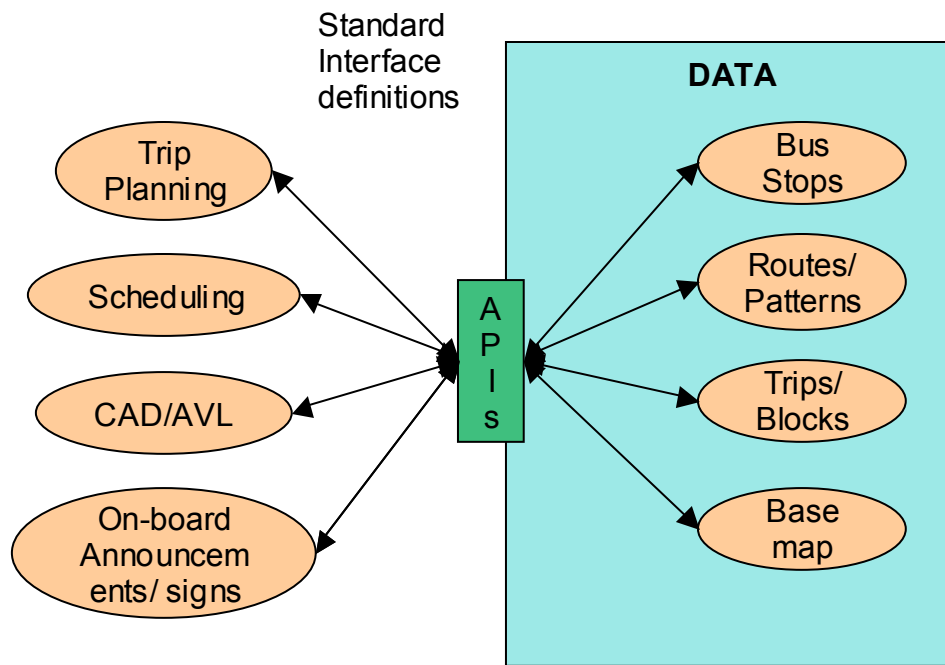 Standard
Interface
definitions
DATA
Trip
Planning
Scheduling
CAD/AVL
On-board
Announcem
ents/ signs
A
P
I
s
Bus
Stops
Routes/
Patterns
Trips/
Blocks
Base
map